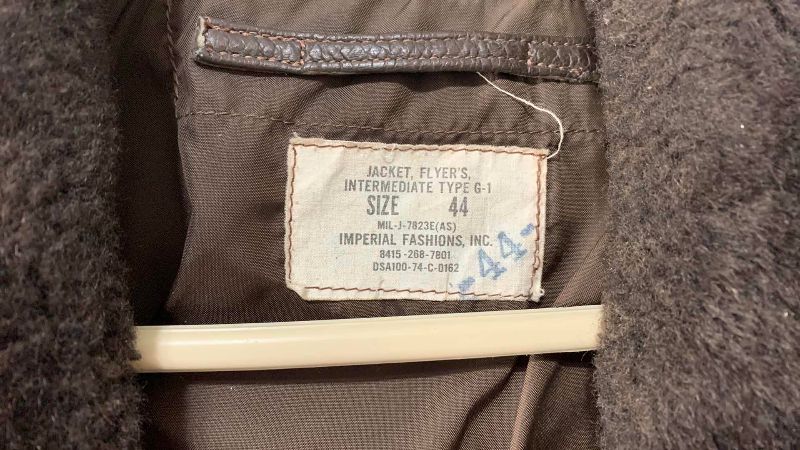 JACKET, FLYER'S,
INTERMEDIATE TYPE G-1
SIZE 44
MIL-J-7823E(AS)
IMPERIAL FASHIONS, INC.
8415-268-7801
DSA100-74-C-0162
-44-